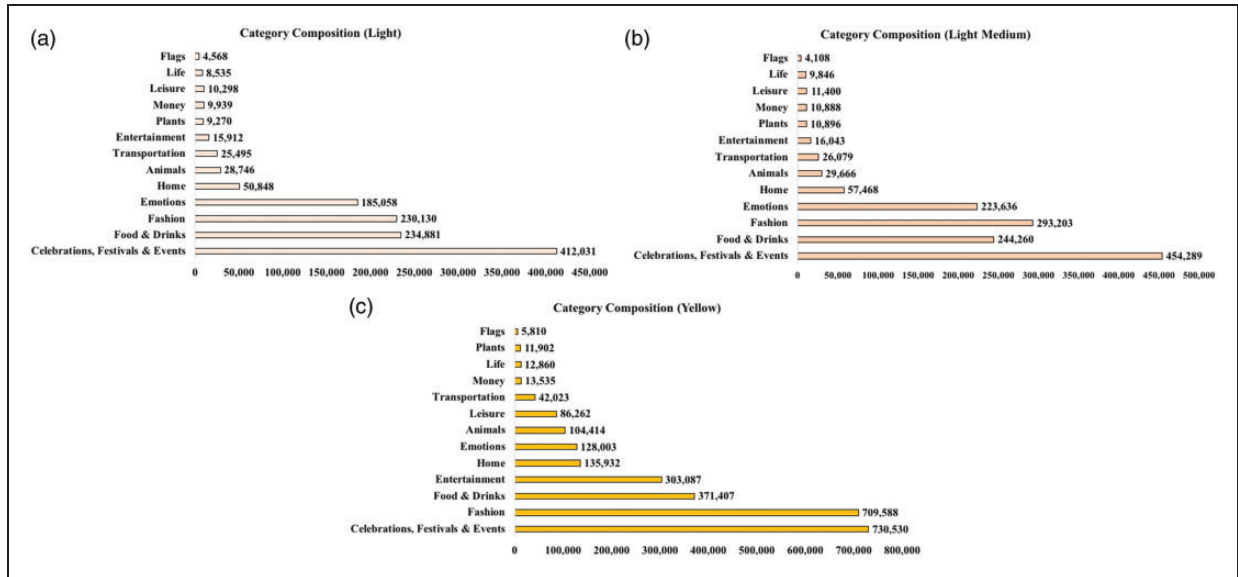 (a)
Category Composition (Light)
Flags 4,568
Life 8,535
Leisure 10,298
Money 9,939
Plants 9,270
Entertainment 15,912
Transportation 25,495
Animals 28,746
Home 50,848
Emotions 185,058
Fashion 230,130
Food & Drinks 234,881
Celebrations, Festivals & Events 412,031
0 50,000 100,000 150,000 200,000 250,000 300,000 350,000 400,000 450,000
(b)
Category Composition (Light Medium)
Flags 4,108
Life 9,846
Leisure 11,400
Money 10,888
Plants 10,896
Entertainment 16,043
Transportation 26,079
Animals 29,666
Home 57,468
Emotions 223,636
Fashion 293,203
Food & Drinks 244,260
Celebrations, Festivals & Events 454,289
0 50,000 100,000 150,000 200,000 250,000 300,000 350,000 400,000 450,000 500,000
(c)
Category Composition (Yellow)
Flags 5,810
Plants 11,902
Life 12,860
Money 13,535
Transportation 42,023
Leisure 86,262
Animals 104,414
Emotions 128,003
Home 135,932
Entertainment 303,087
Food & Drinks 371,407
Fashion 709,588
Celebrations, Festivals & Events 730,530
0 100,000 200,000 300,000 400,000 500,000 600,000 700,000 800,000